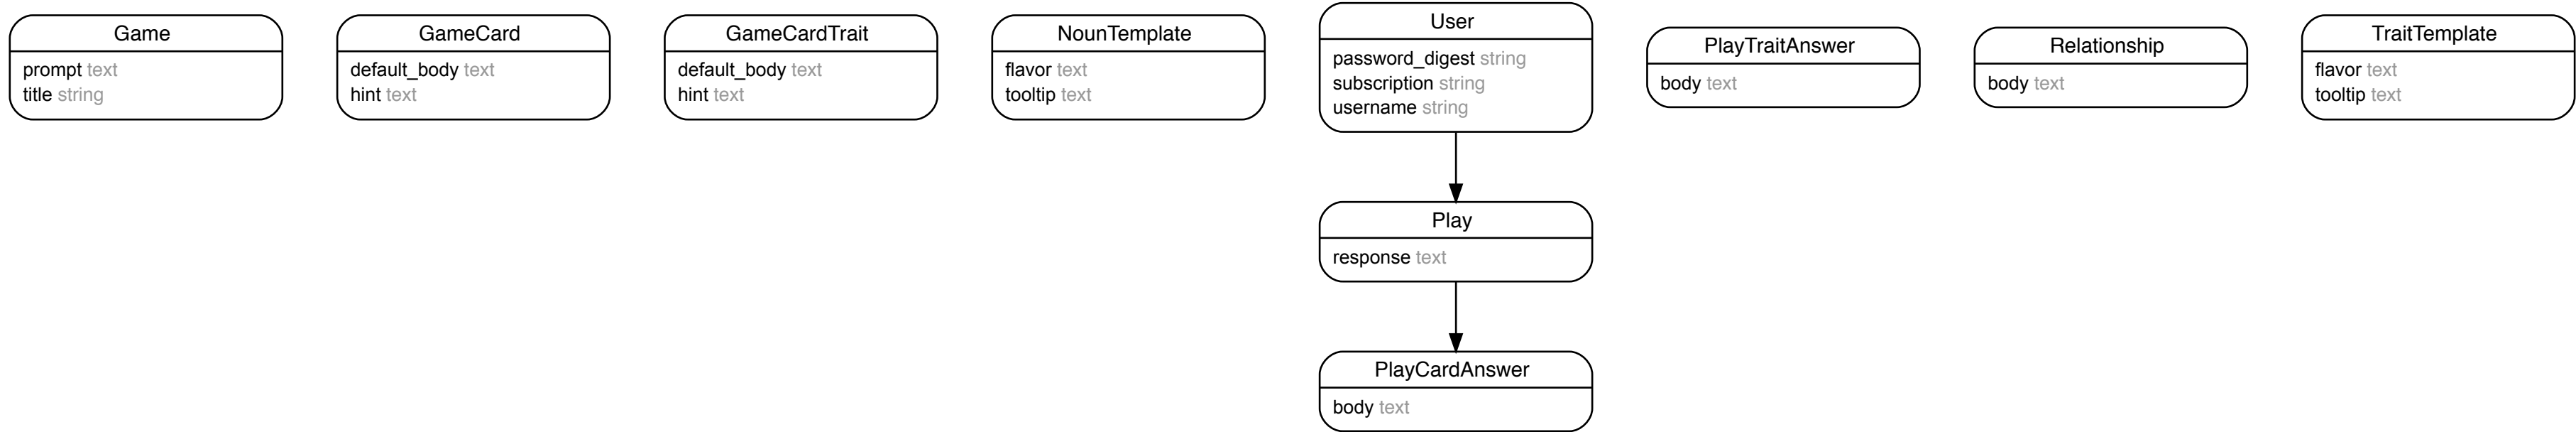 Game
prompt text
title string
GameCard
default_body text
hint text
GameCardTrait
default_body text
hint text
NounTemplate
flavor text
tooltip text
User
password_digest string
subscription string
username string
PlayTraitAnswer
body text
Relationship
body text
TraitTemplate
flavor text
tooltip text
Play
response text
PlayCardAnswer
body text